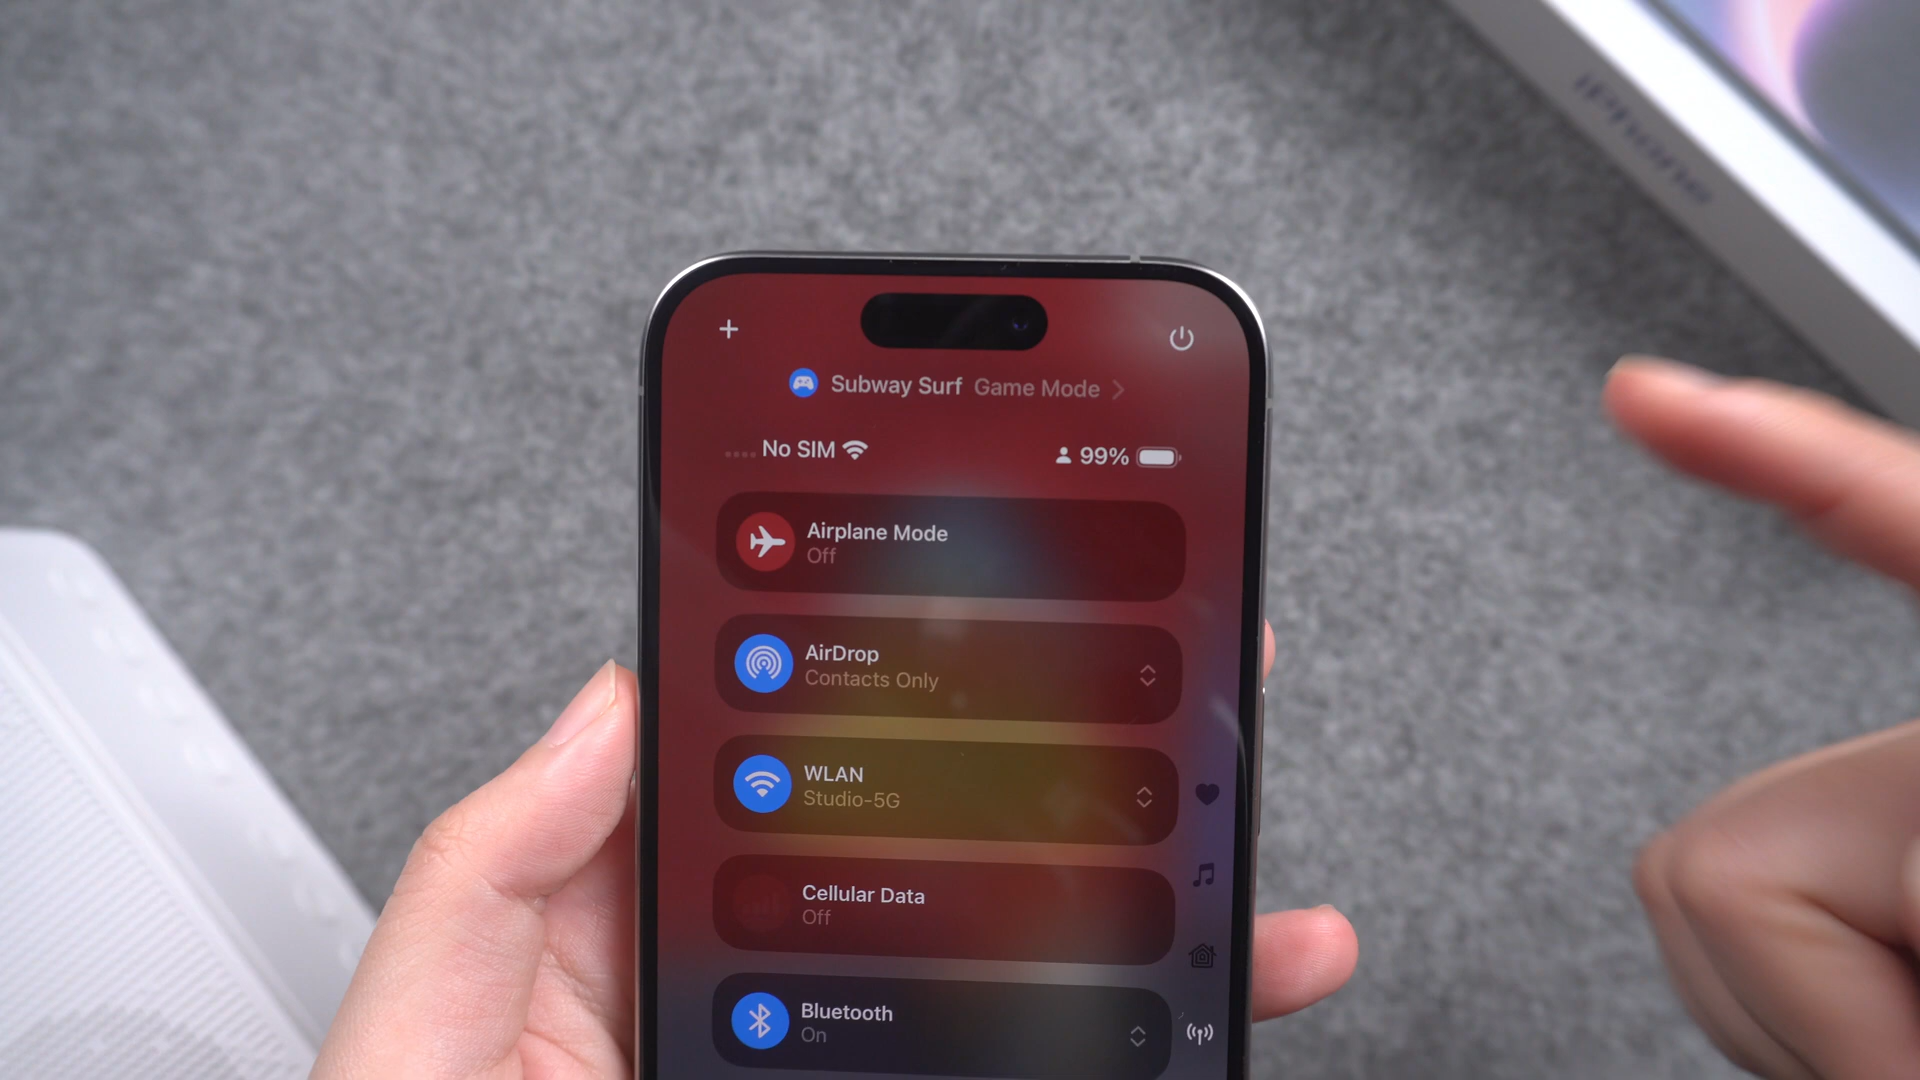 iPhone
Subway Surf Game Mode
No SIM 99%
Airplane Mode
Off
AirDrop
Contacts Only
WLAN
Studio-5G
Cellular Data
Off
Bluetooth
On